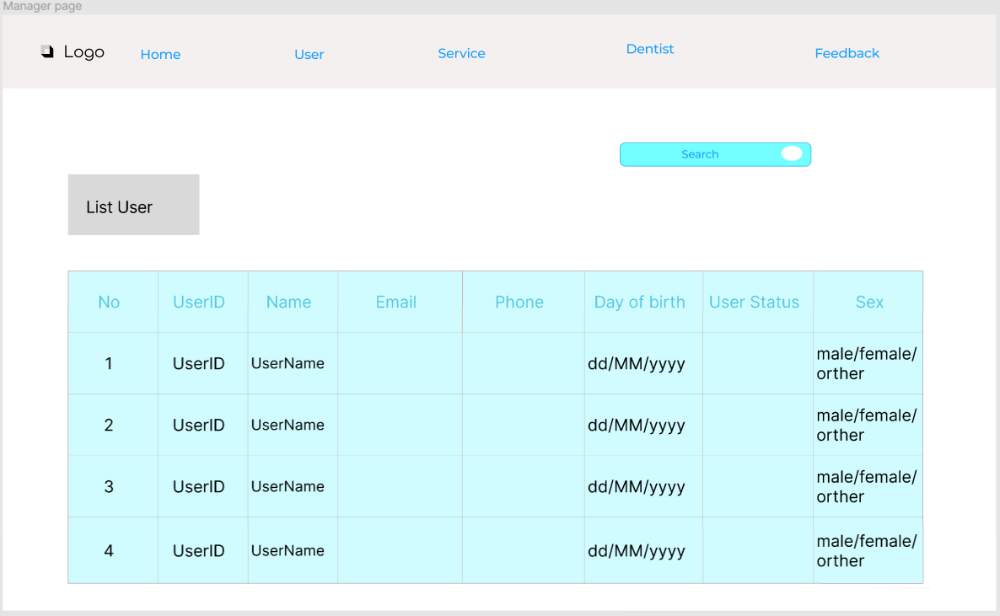 Manager page
Logo Home User Service Dentist Feedback
Search
List User
No UserID Name Email Phone Day of birth User Status Sex
1 UserID UserName dd/MM/yyyy male/female/
orther
2 UserID UserName dd/MM/yyyy male/female/
orther
3 UserID UserName dd/MM/yyyy male/female/
orther
4 UserID UserName dd/MM/yyyy male/female/
orther